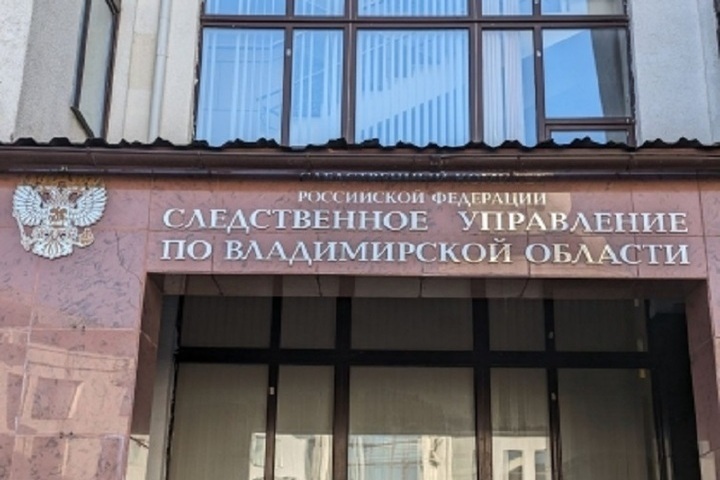 РОССИЙСКОЙ ФЕДЕРАЦИИ
СЛЕДСТВЕННОЕ УПРАВЛЕНИЕ
ПО ВЛАДИМИРСКОЙ ОБЛАСТИ